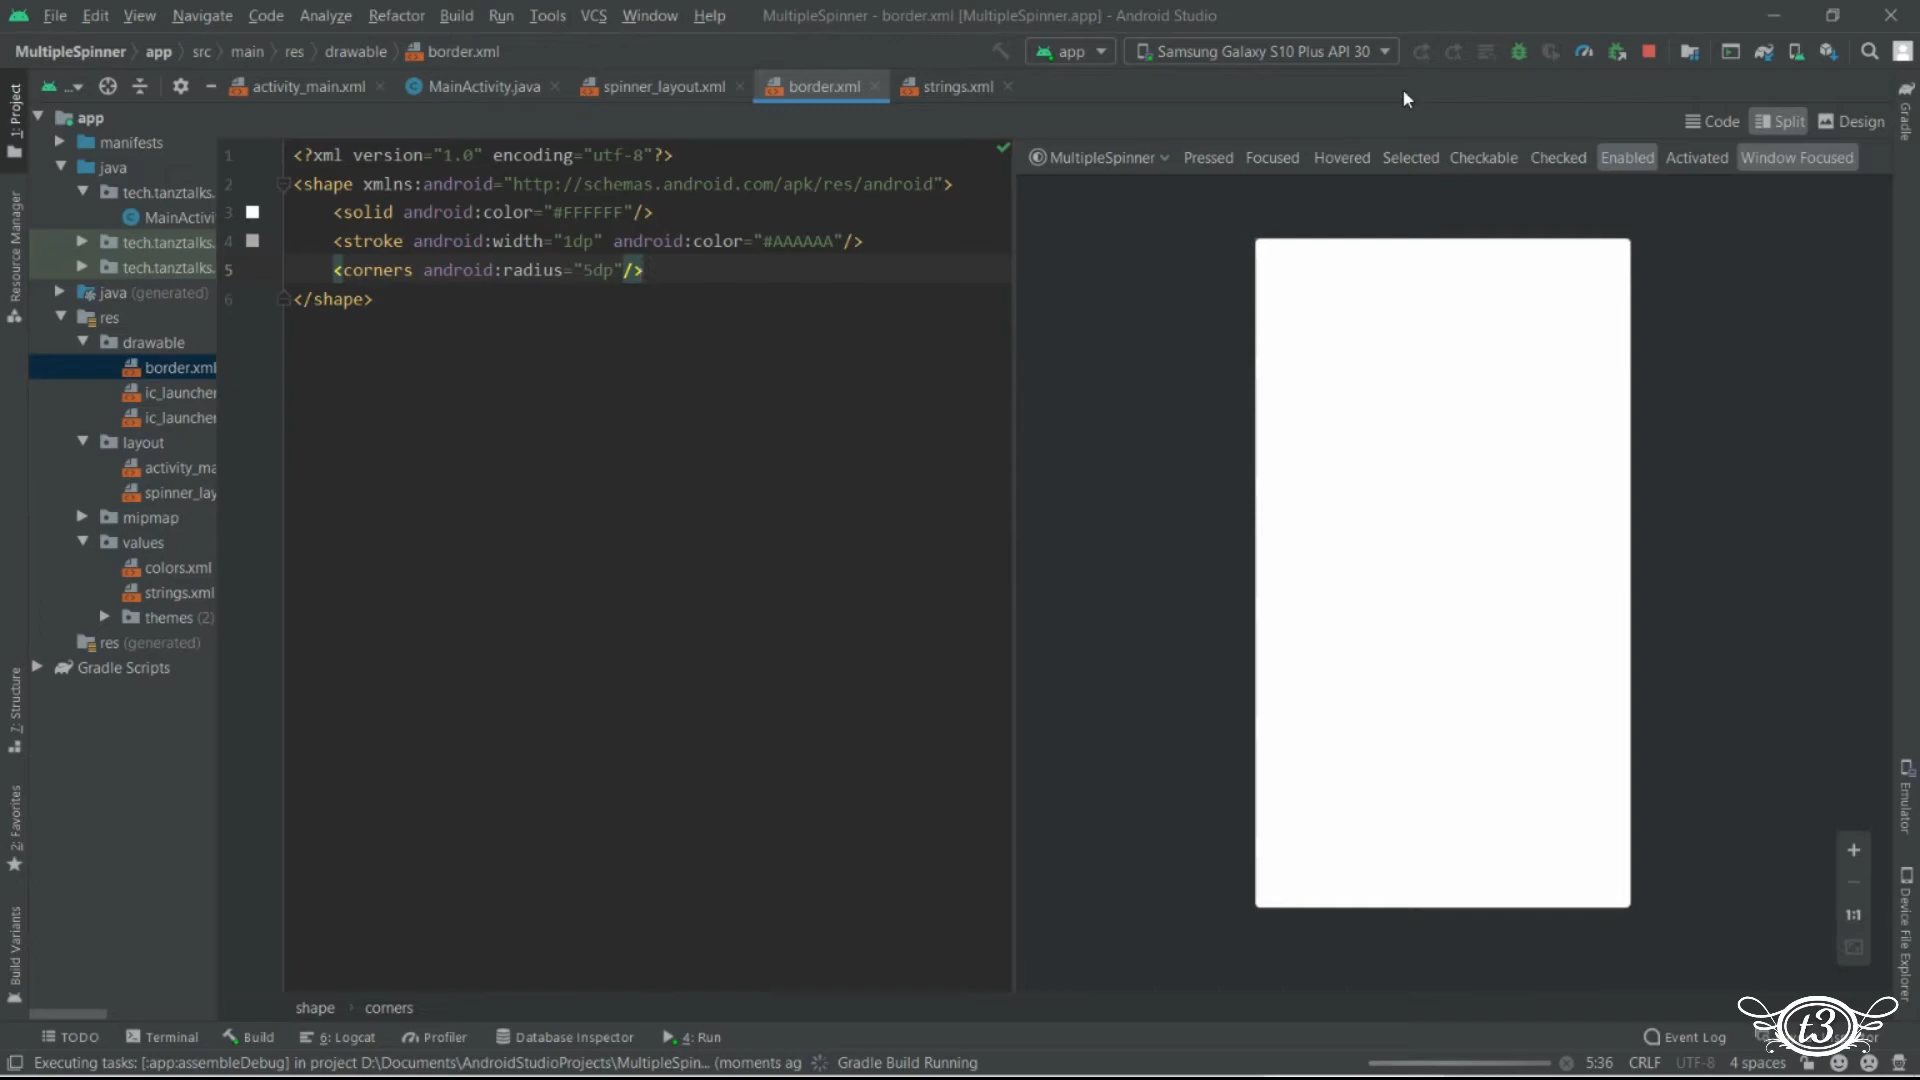 File Edit View Navigate Code Analyze Refactor Build Run Tools VCS Window Help MultipleSpinner - border.xml [MultipleSpinner.app] - Android Studio
MultipleSpinner app src main res drawable border.xml app Samsung Galaxy S10 Plus API 30
... activity_main.xml MainActivity.java spinner_layout.xml border.xml strings.xml
Code Split Design
MultipleSpinner Pressed Focused Hovered Selected Checkable Checked Enabled Activated Window Focused
1: Project
Resource Manager
7: Structure
2: Favorites
Build Variants
app
manifests
java
tech.tanztalks.
MainActivi
tech.tanztalks.
tech.tanztalks.
java (generated)
res
drawable
border.xml
ic_launcher
ic_launcher
layout
activity_ma
spinner_lay
mipmap
values
colors.xml
strings.xml
themes (2)
res (generated)
Gradle Scripts
1 <?xml version="1.0" encoding="utf-8"?>
2 <shape xmlns:android="http://schemas.android.com/apk/res/android">
3 <solid android:color="#FFFFFF"/>
4 <stroke android:width="1dp" android:color="#AAAAAA"/>
5 <corners android:radius="5dp"/>
6 </shape>
1:1
Gradle
Emulator
Device File Explorer
shape corners
TODO Terminal Build 6: Logcat Profiler Database Inspector 4: Run Event Log
Executing tasks: [:app:assembleDebug] in project D:\Documents\AndroidStudioProjects\MultipleSpin... (moments ag Gradle Build Running 5:36 CRLF UTF-8 4 spaces
t3